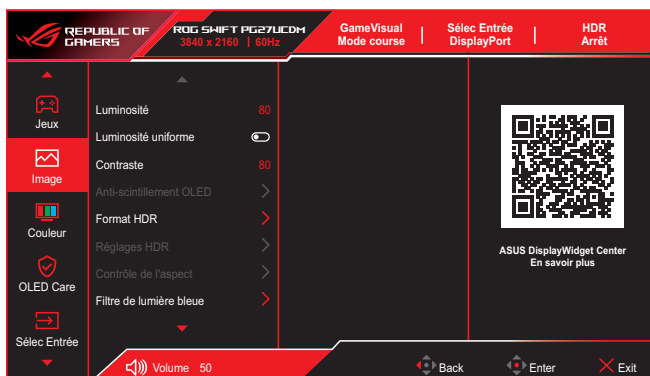 REPUBLIC OF
GAMERS
ROG SWIFT PG27UCDM
3840 x 2160 | 60Hz
GameVisual
Mode course
Sélec Entrée
DisplayPort
HDR
Arrêt
Jeux
Image
Couleur
OLED Care
Sélec Entrée
Luminosité 80
Luminosité uniforme
Contraste 80
Anti-scintillement OLED
Format HDR
Réglages HDR
Contrôle de l'aspect
Filtre de lumière bleue
ASUS DisplayWidget Center
En savoir plus
Volume 50
Back
Enter
Exit